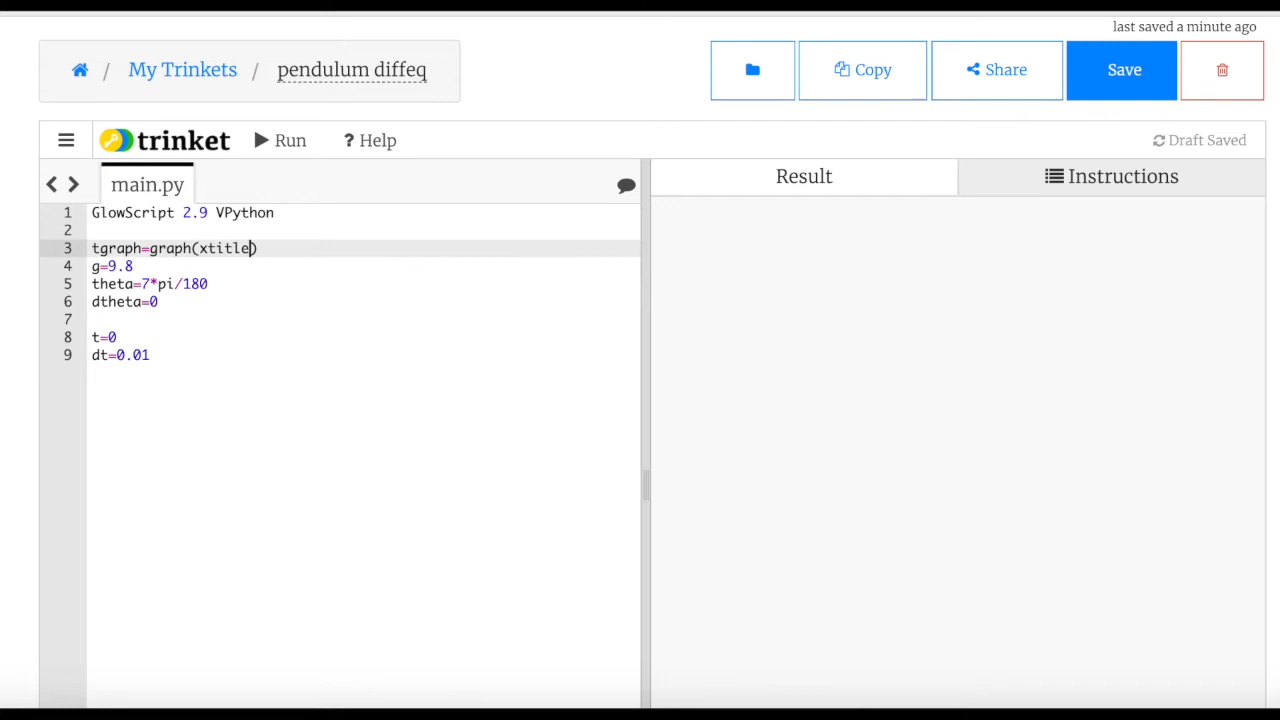 last saved a minute ago
My Trinkets / pendulum diffeq
Copy
Share
Save
trinket
Run
? Help
Draft Saved
main.py
Result
Instructions
1 GlowScript 2.9 VPython
2
3 tgraph=graph(xtitle)
4 g=9.8
5 theta=7*pi/180
6 dtheta=0
7
8 t=0
9 dt=0.01